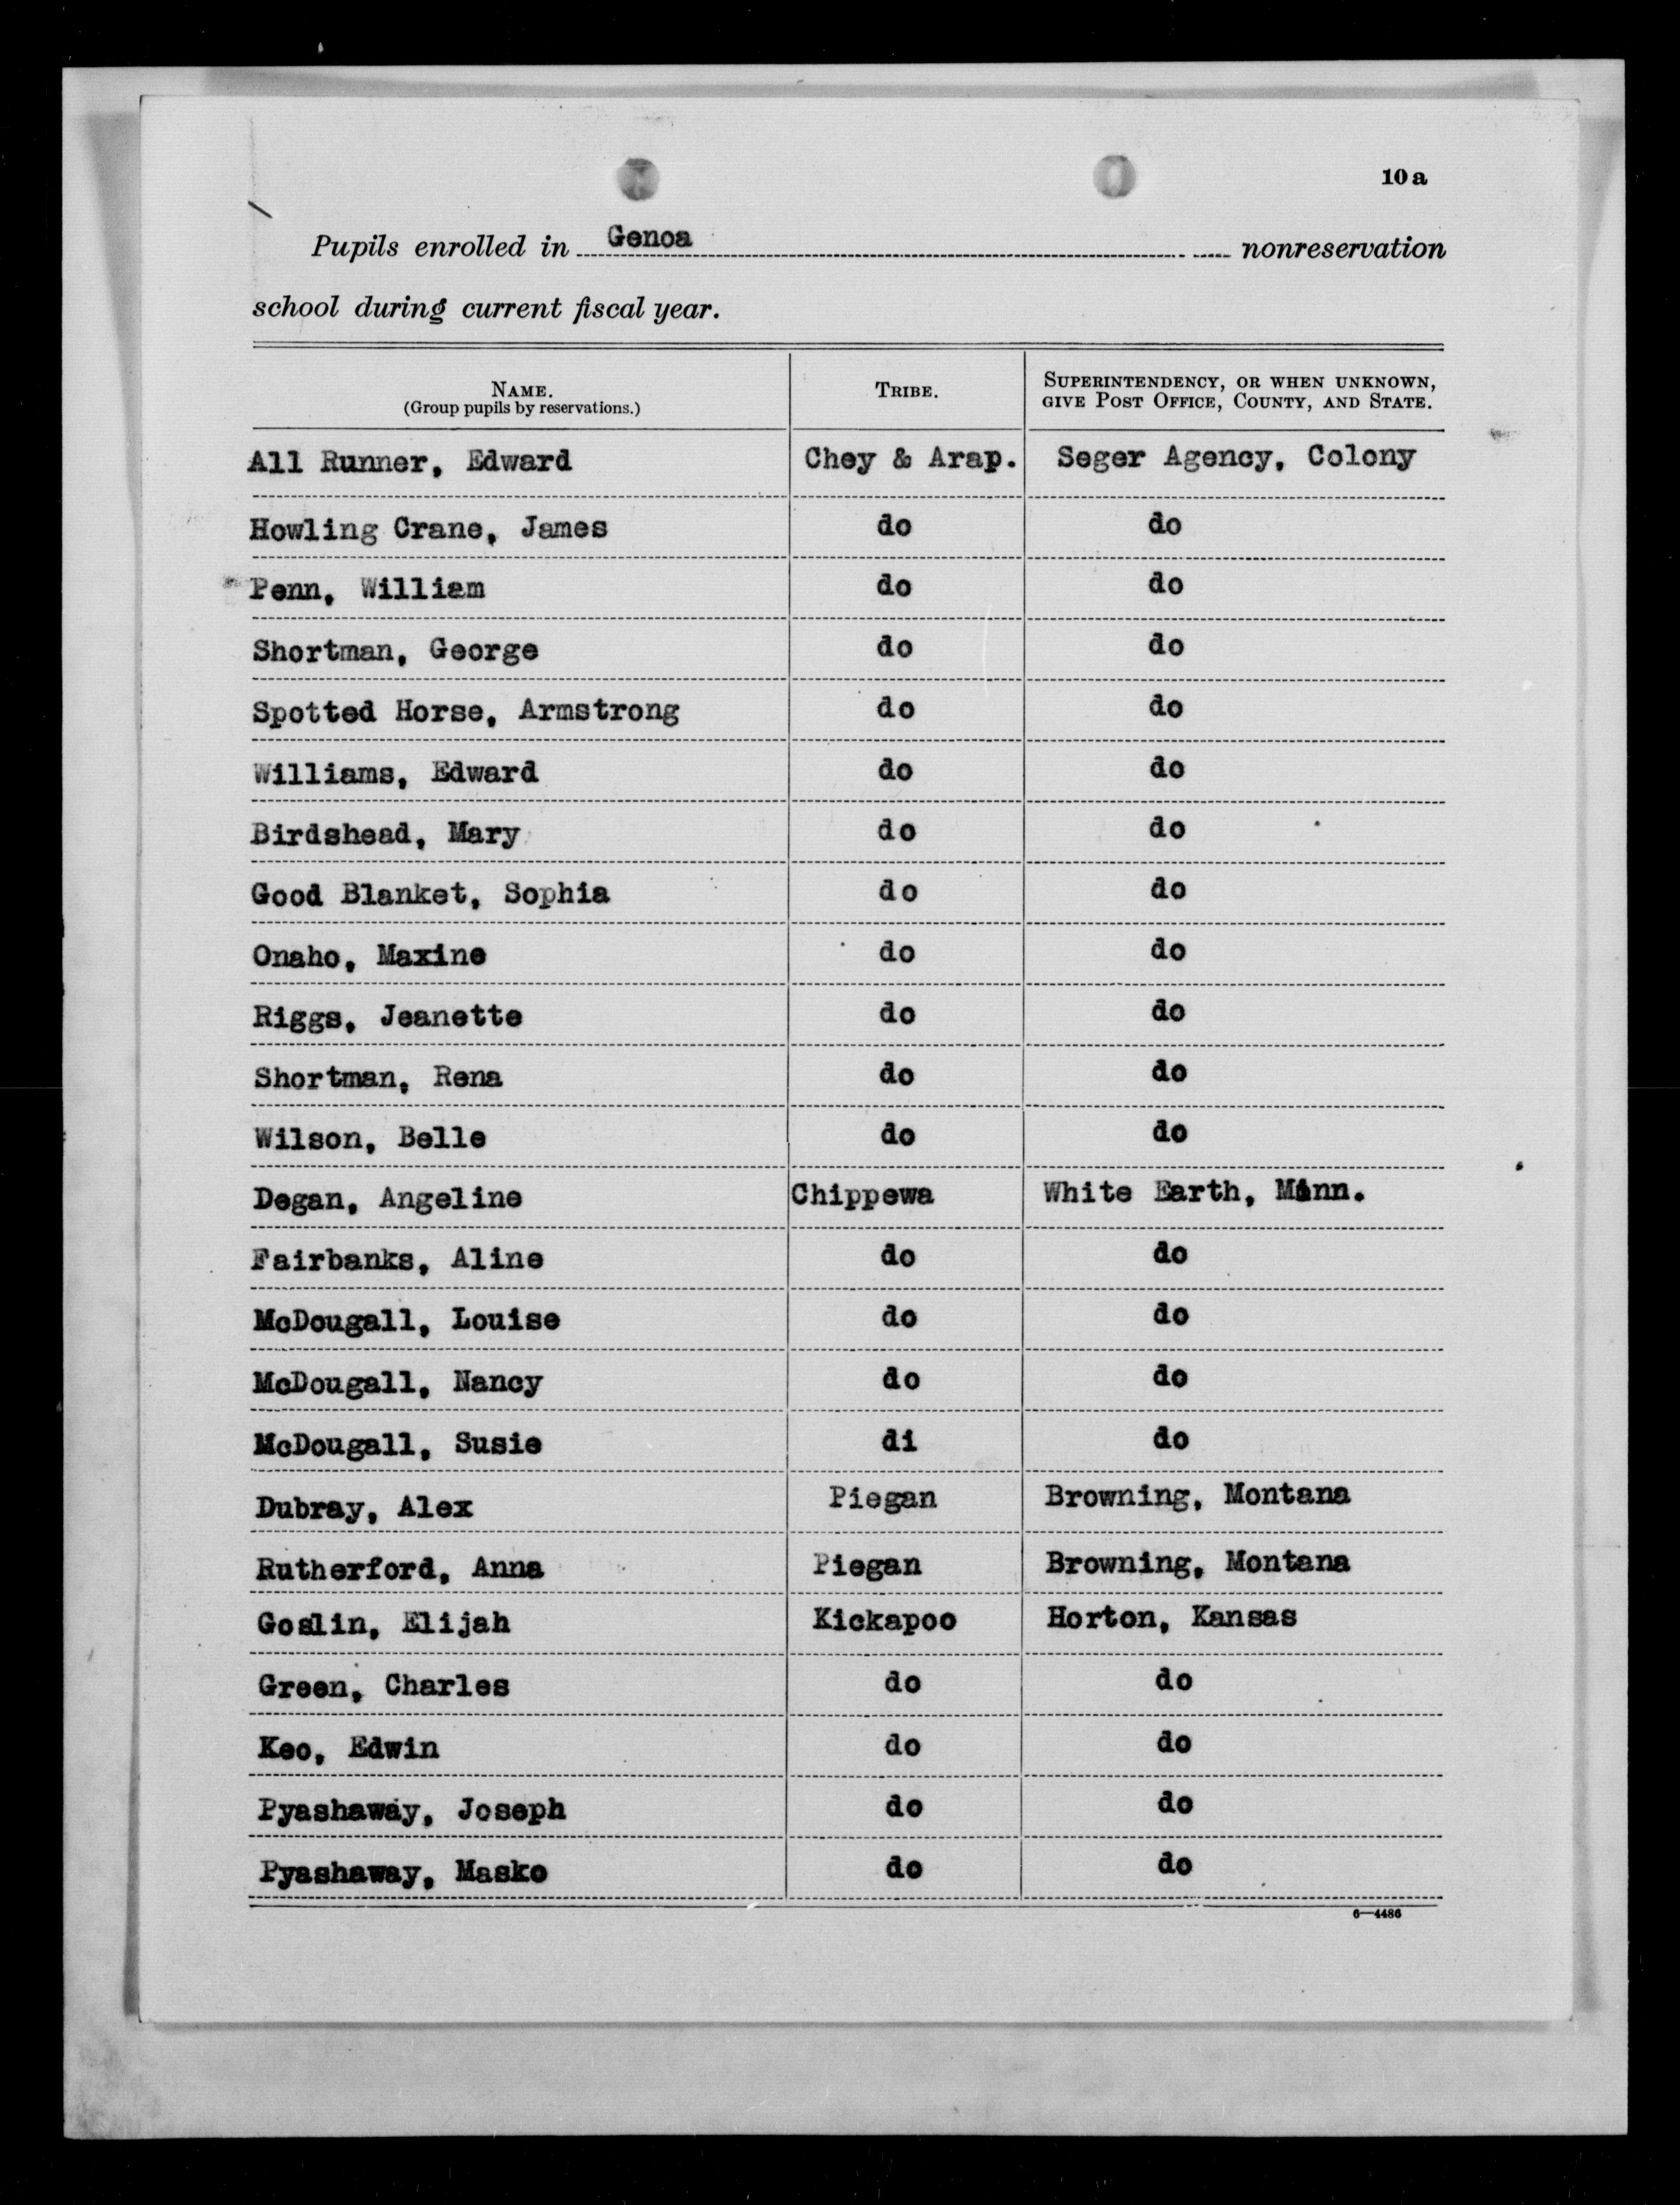 10a
Pupils enrolled in Genoa nonreservation
school during current fiscal year.
NAME. TRIBE. SUPERINTENDENCY, OR WHEN UNKNOWN,
(Group pupils by reservations.) GIVE POST OFFICE, COUNTY, AND STATE.
All Runner, Edward Chey & Arap. Seger Agency, Colony
Howling Crane, James do do
Penn, William do do
Shortman, George do do
Spotted Horse, Armstrong do do
Williams, Edward do do
Birdshead, Mary do do
Good Blanket, Sophia do do
Onaho, Maxine do do
Riggs, Jeanette do do
Shortman, Rena do do
Wilson, Belle do do
Degan, Angeline Chippewa White Earth, Minn.
Fairbanks, Aline do do
McDougall, Louise do do
McDougall, Nancy do do
McDougall, Susie di do
Dubray, Alex Piegan Browning, Montana
Rutherford, Anna Piegan Browning, Montana
Goslin, Elijah Kickapoo Horton, Kansas
Green, Charles do do
Keo, Edwin do do
Pyashaway, Joseph do do
Pyashaway, Masko do do
6—4486